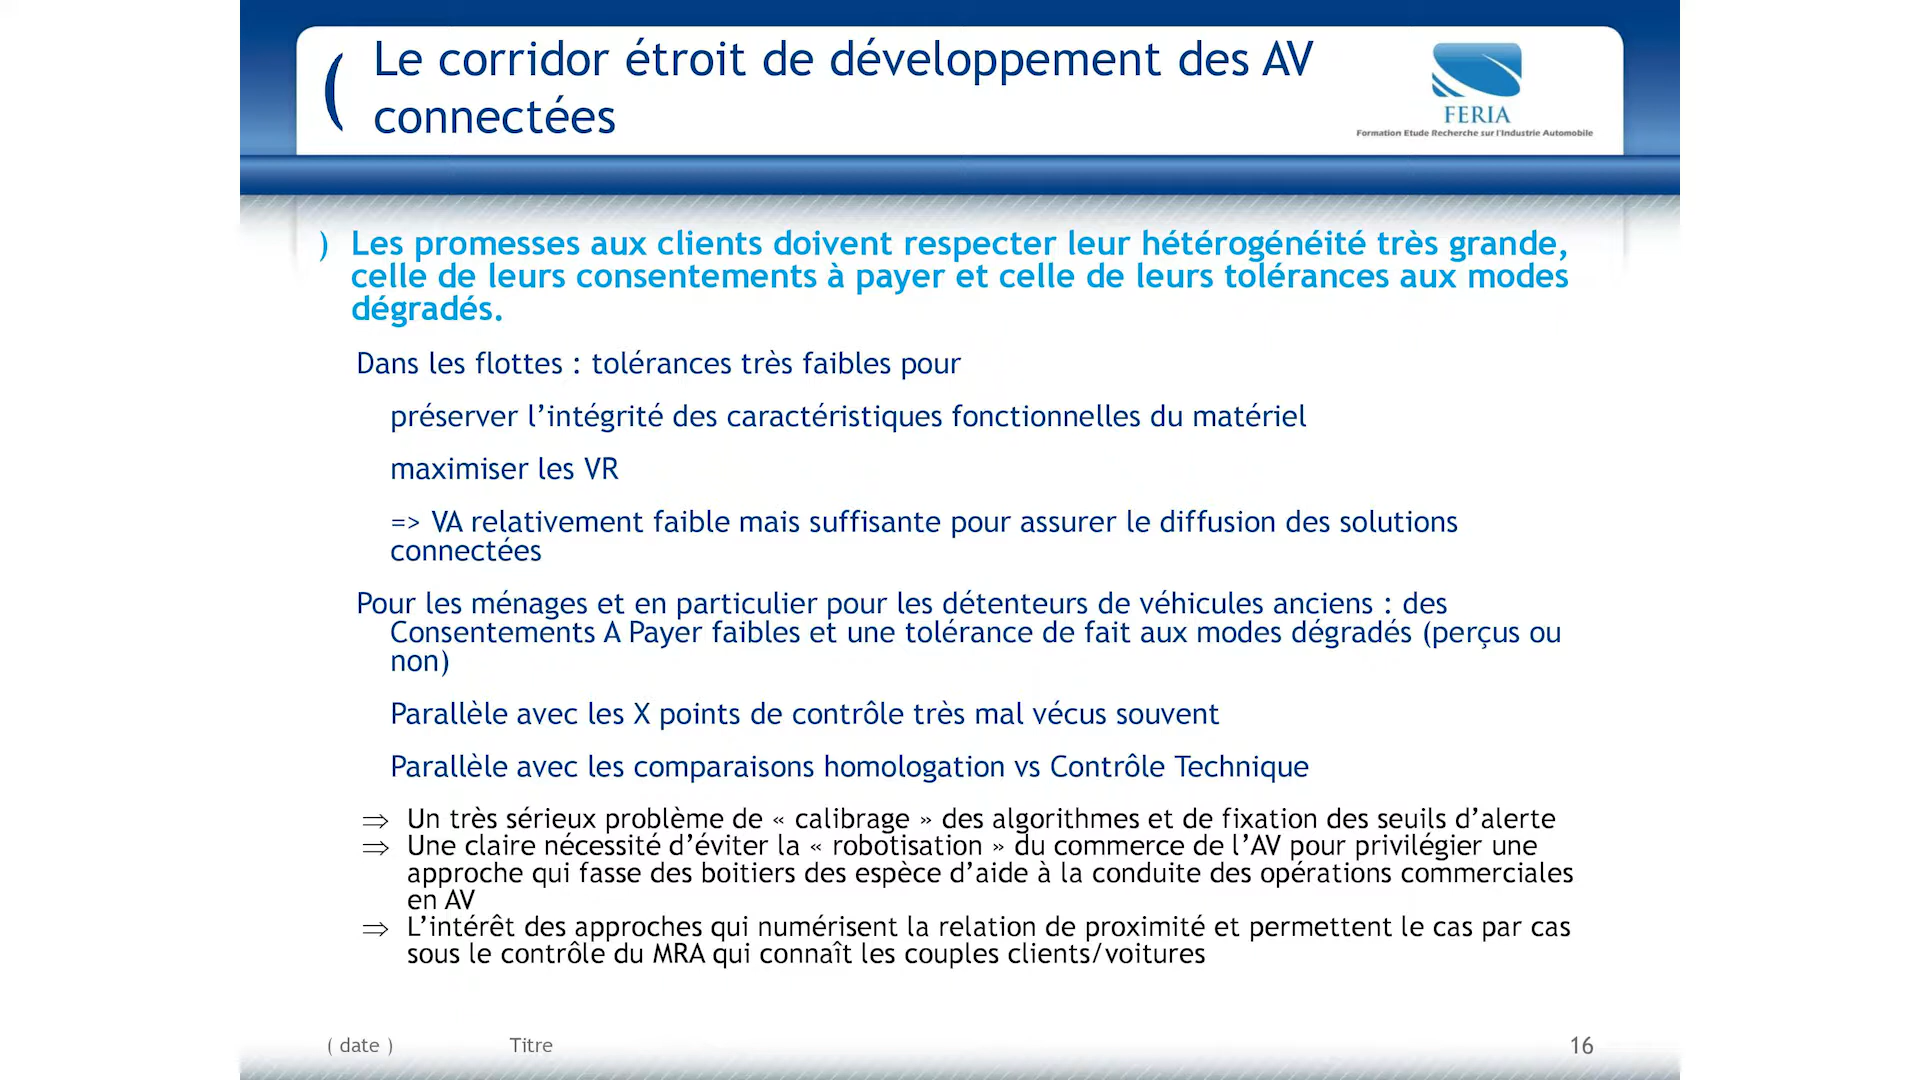 ( Le corridor étroit de développement des AV
connectées
FERIA
Formation Etude Recherche sur l'Industrie Automobile
) Les promesses aux clients doivent respecter leur hétérogénéité très grande,
celle de leurs consentements à payer et celle de leurs tolérances aux modes
dégradés.
Dans les flottes : tolérances très faibles pour
préserver l’intégrité des caractéristiques fonctionnelles du matériel
maximiser les VR
=> VA relativement faible mais suffisante pour assurer le diffusion des solutions
connectées
Pour les ménages et en particulier pour les détenteurs de véhicules anciens : des
Consentements A Payer faibles et une tolérance de fait aux modes dégradés (perçus ou
non)
Parallèle avec les X points de contrôle très mal vécus souvent
Parallèle avec les comparaisons homologation vs Contrôle Technique
⇒ Un très sérieux problème de « calibrage » des algorithmes et de fixation des seuils d’alerte
⇒ Une claire nécessité d’éviter la « robotisation » du commerce de l’AV pour privilégier une
approche qui fasse des boitiers des espèce d’aide à la conduite des opérations commerciales
en AV
⇒ L’intérêt des approches qui numérisent la relation de proximité et permettent le cas par cas
sous le contrôle du MRA qui connaît les couples clients/voitures
( date )
Titre
16